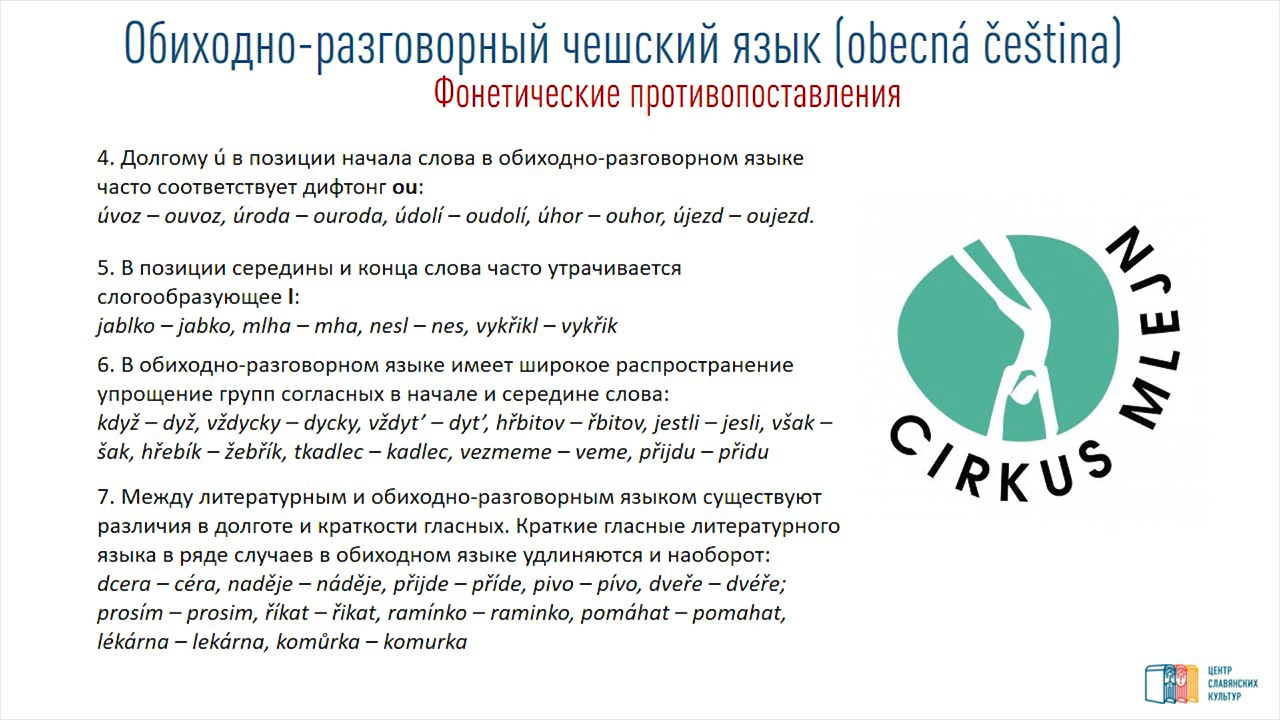 Обиходно-разговорный чешский язык (obecná čeština)
Фонетические противопоставления
4. Долгому ú в позиции начала слова в обиходно-разговорном языке
часто соответствует дифтонг ou:
úvoz – ouvoz, úroda – ouroda, údolí – oudolí, úhor – ouhor, újezd – oujezd.
5. В позиции середины и конца слова часто утрачивается
слогообразующее l:
jablko – jabko, mlha – mha, nesl – nes, vykřikl – vykřik
6. В обиходно-разговорном языке имеет широкое распространение
упрощение групп согласных в начале и середине слова:
když – dyž, vždycky – dycky, vždyt’ – dyt’, hřbitov – řbitov, jestli – jesli, však –
šak, hřebík – žebřík, tkadlec – kadlec, vezmeme – veme, přijdu – přidu
7. Между литературным и обиходно-разговорным языком существуют
различия в долготе и краткости гласных. Краткие гласные литературного
языка в ряде случаев в обиходном языке удлиняются и наоборот:
dcera – céra, naděje – náděje, přijde – příde, pivo – pívo, dveře – dvéře;
prosím – prosim, říkat – řikat, ramínko – raminko, pomáhat – pomahat,
lékárna – lekárna, komůrka – komurka
CIRKUS MLEJN
ЦЕНТР
СЛАВЯНСКИХ
КУЛЬТУР